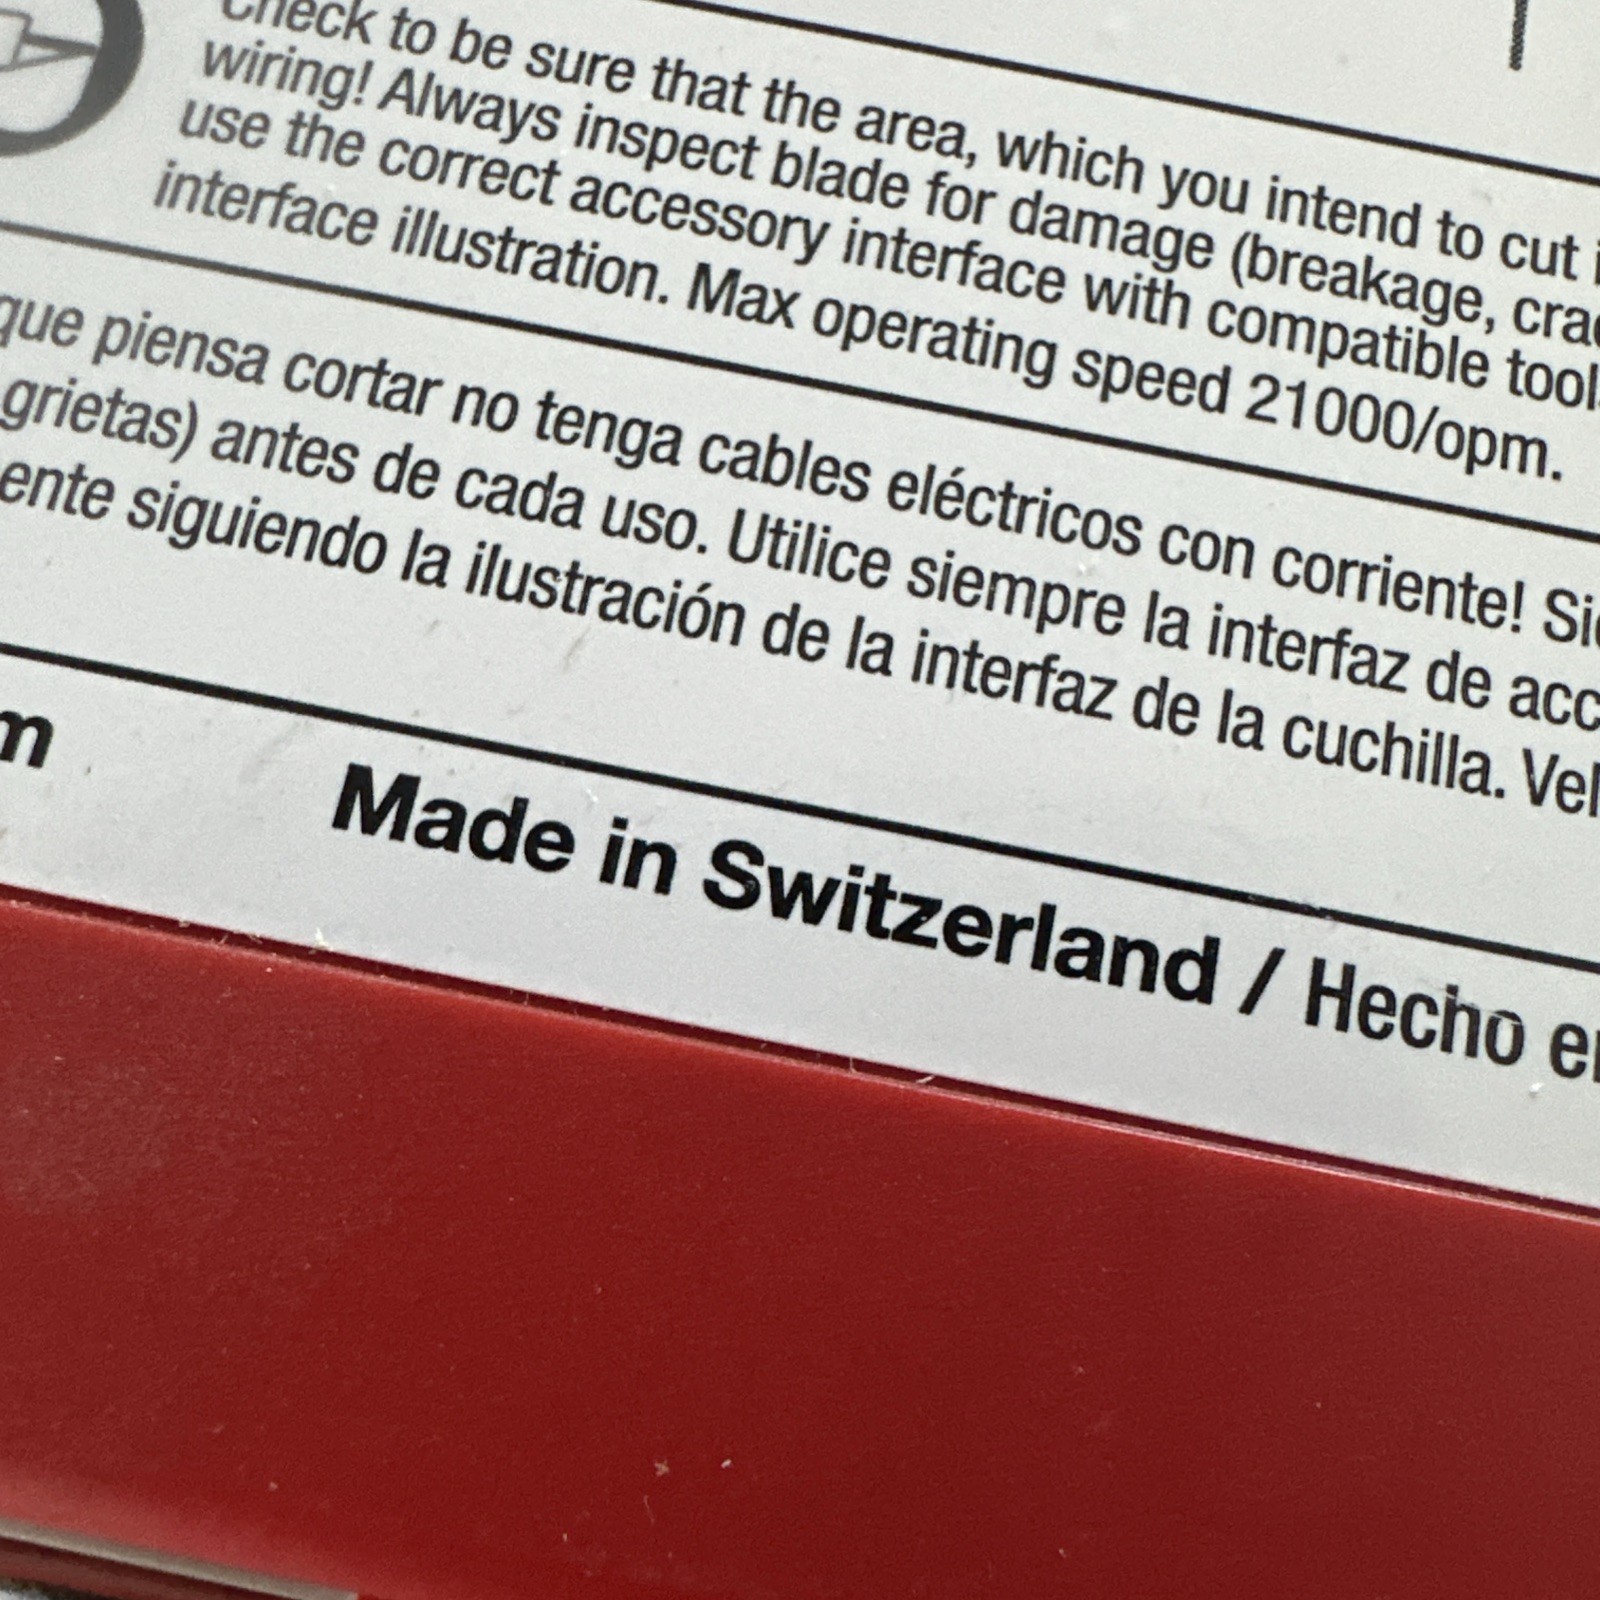 Check to be sure that the area, which you intend to cut
wiring! Always inspect blade for damage (breakage,
use the correct accessory interface with compatible
interface illustration. Max operating speed 21000/opm.
que piensa cortar no tenga cables eléctricos con corriente!
grietas) antes de cada uso. Utilice siempre la interfaz de
siguiendo la ilustración de la interfaz de la cuchilla.
Made in Switzerland / Hecho